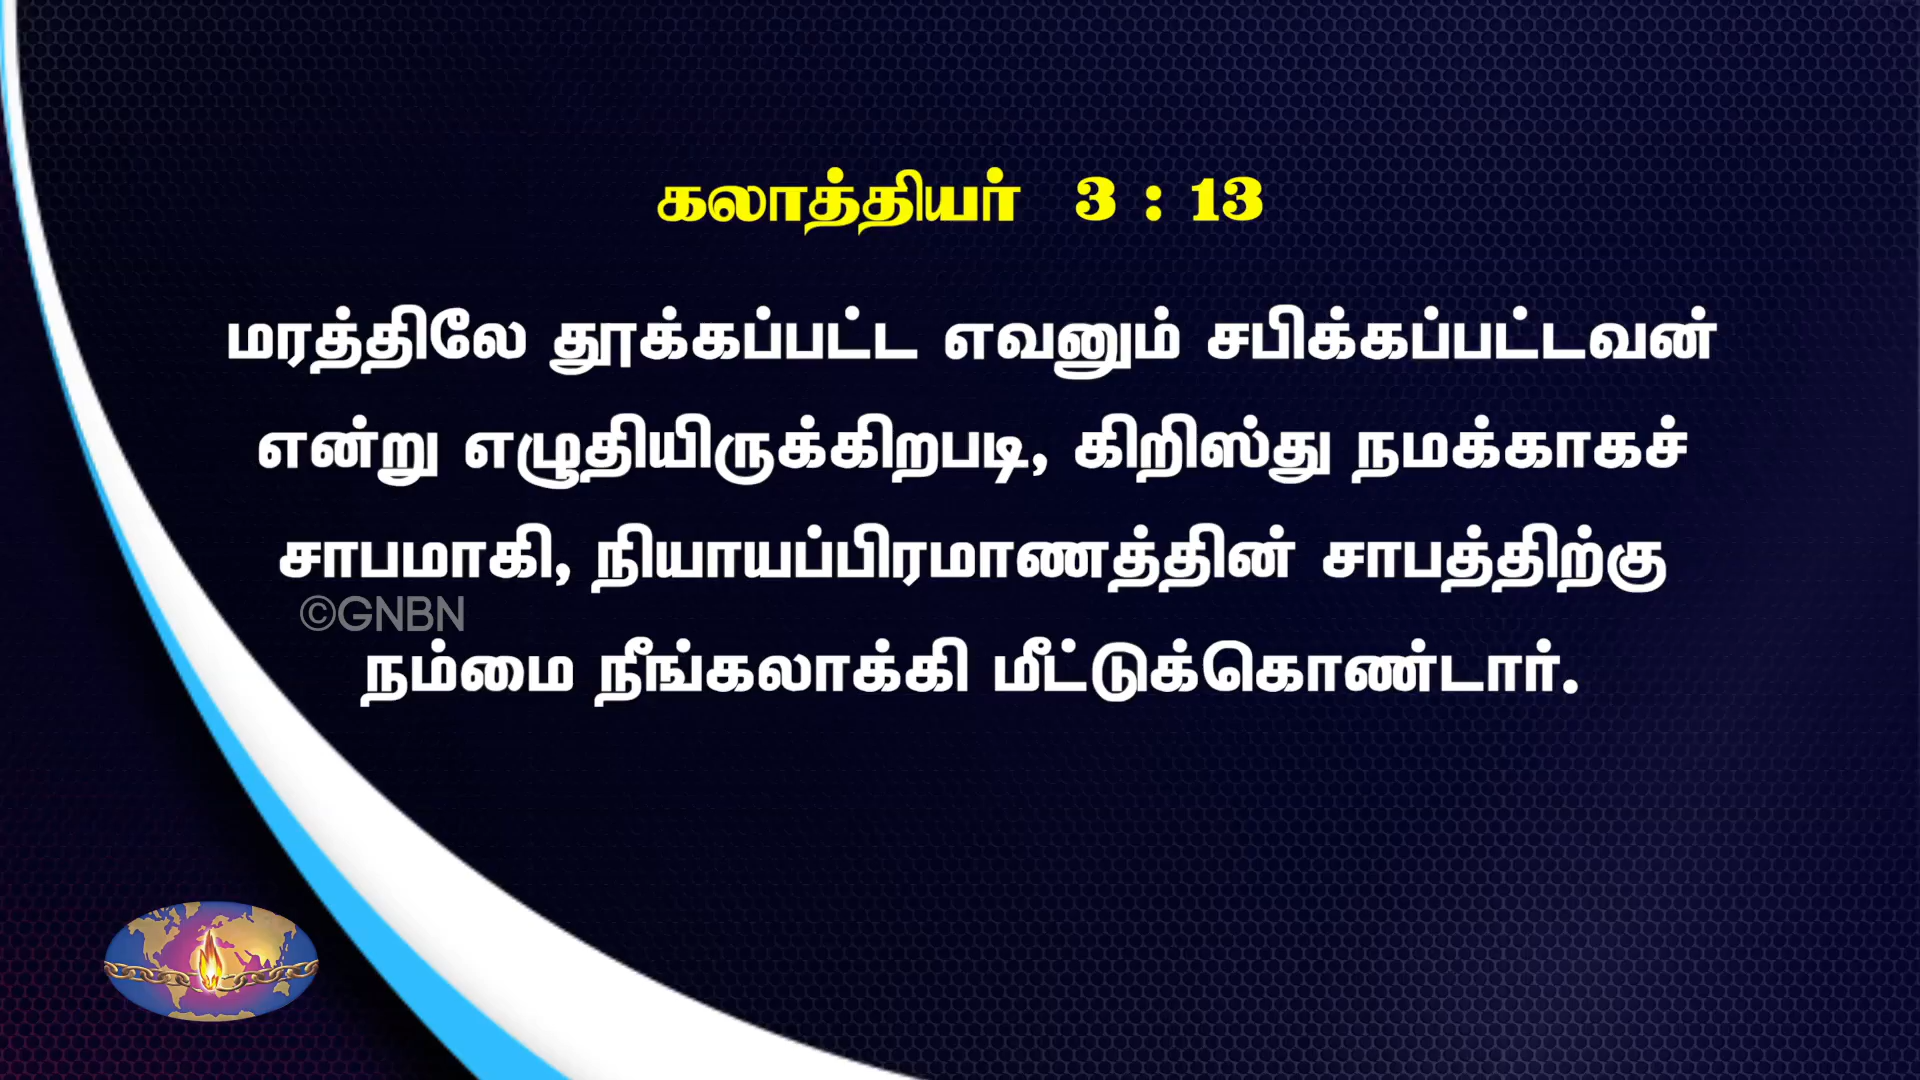 கலாத்தியர் 3 : 13
மரத்திலே தூக்கப்பட்ட எவனும் சபிக்கப்பட்டவன்
என்று எழுதியிருக்கிறபடி, கிறிஸ்து நமக்காகச்
சாபமாகி, நியாயப்பிரமாணத்தின் சாபத்திற்கு
©GNBN
நம்மை நீங்கலாக்கி மீட்டுக்கொண்டார்.